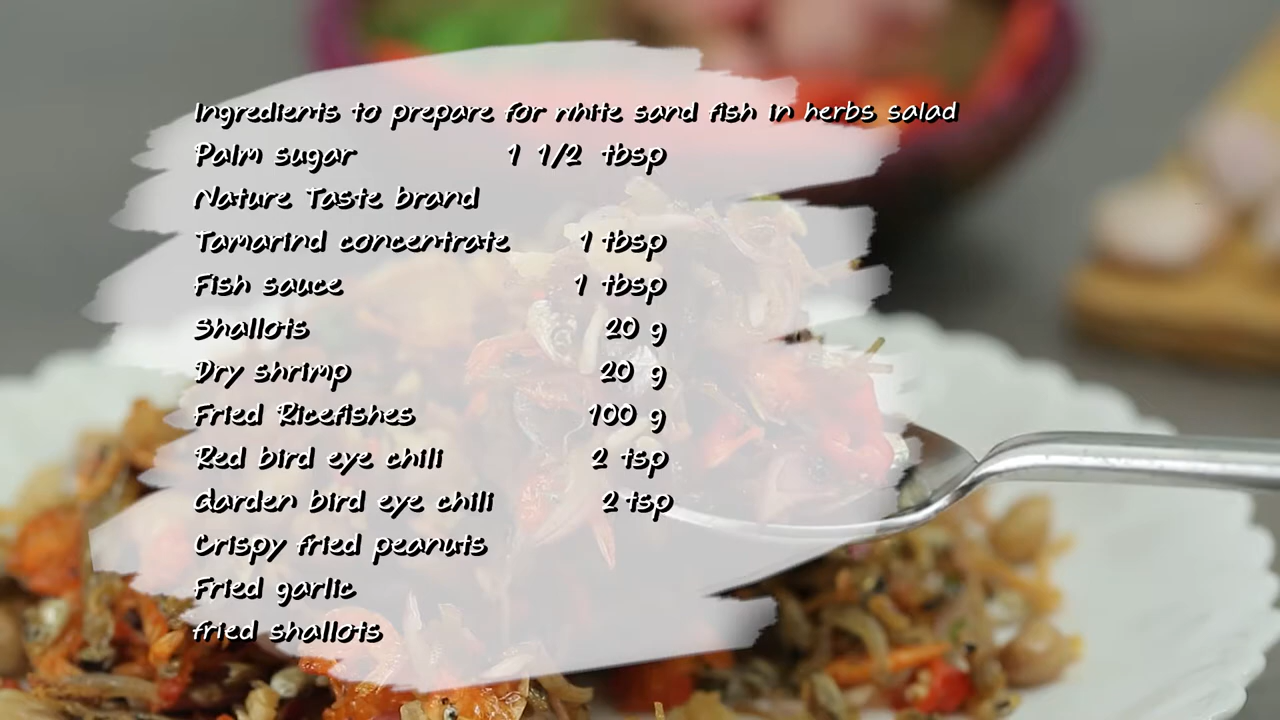 Ingredients to prepare for white sand fish in herbs salad
Palm sugar 1 1/2 tbsp
Nature Taste brand
Tamarind concentrate 1 tbsp
Fish sauce 1 tbsp
Shallots 20 g
Dry shrimp 20 g
Fried Ricefishes 100 g
Red bird eye chili 2 tsp
Garden bird eye chili 2 tsp
Crispy fried peanuts
Fried garlic
fried shallots